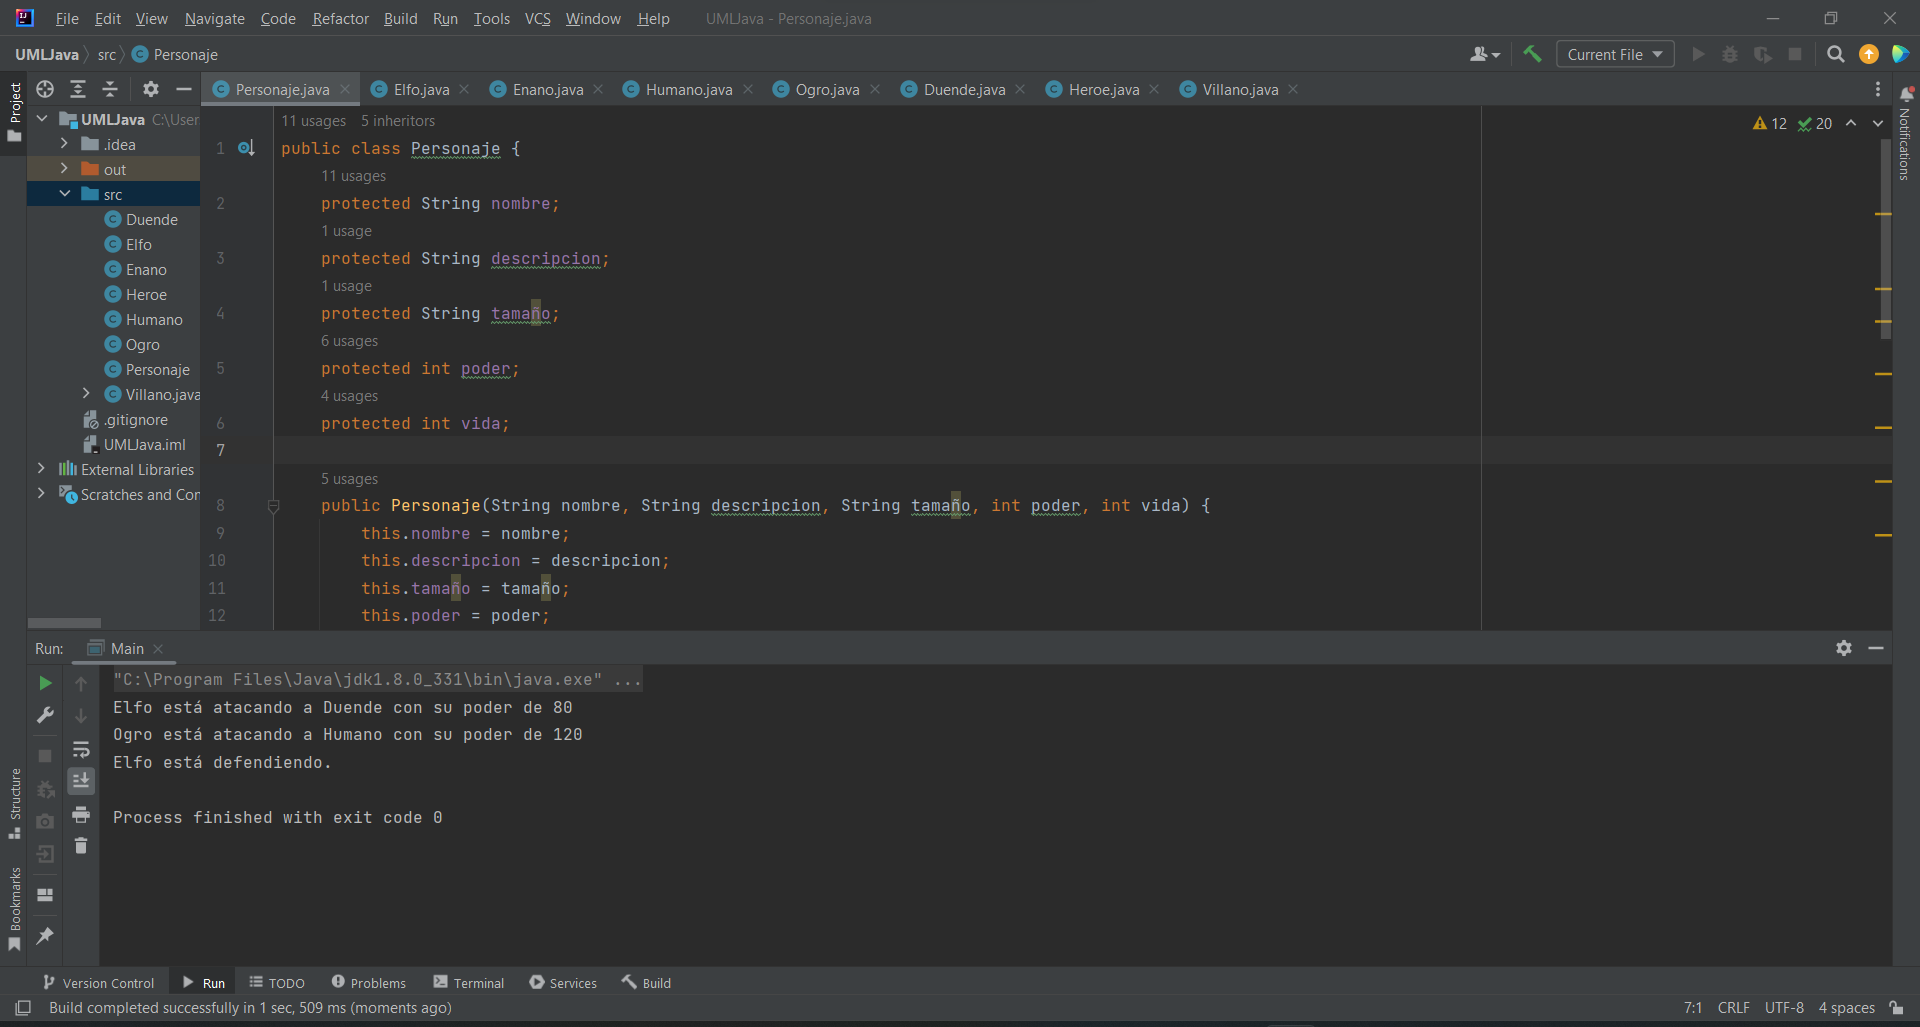 File Edit View Navigate Code Refactor Build Run Tools VCS Window Help UMLJava - Personaje.java
UMLJava src Personaje Current File
Project
Personaje.java Elfo.java Enano.java Humano.java Ogro.java Duende.java Heroe.java Villano.java
Notifications
UMLJava C:\User
.idea
out
src
Duende
Elfo
Enano
Heroe
Humano
Ogro
Personaje
Villano.java
.gitignore
UMLJava.iml
External Libraries
Scratches and Con
11 usages 5 inheritors
12 20
1 public class Personaje {
11 usages
2 protected String nombre;
1 usage
3 protected String descripcion;
1 usage
4 protected String tamaño;
6 usages
5 protected int poder;
4 usages
6 protected int vida;
7
5 usages
8 public Personaje(String nombre, String descripcion, String tamaño, int poder, int vida) {
9 this.nombre = nombre;
10 this.descripcion = descripcion;
11 this.tamaño = tamaño;
12 this.poder = poder;
Run: Main
"C:\Program Files\Java\jdk1.8.0_331\bin\java.exe" ...
Elfo está atacando a Duende con su poder de 80
Ogro está atacando a Humano con su poder de 120
Elfo está defendiendo.
Process finished with exit code 0
Structure
Bookmarks
Version Control Run TODO Problems Terminal Services Build
Build completed successfully in 1 sec, 509 ms (moments ago) 7:1 CRLF UTF-8 4 spaces